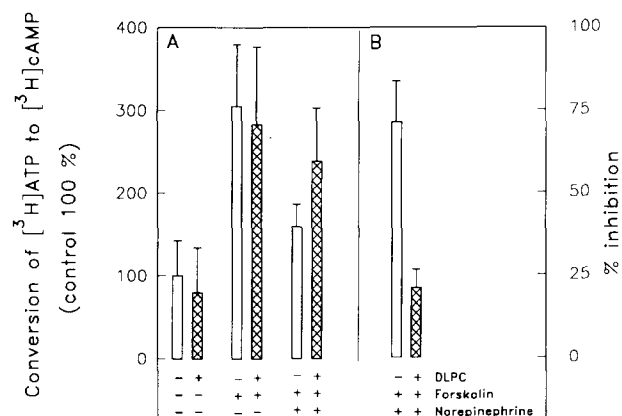 Conversion of [³H]ATP to [³H]cAMP
(control 100 %)
400
300
200
100
0
A
B
100
75
50
25
0
% inhibition
− + − + − + − + DLPC
− − + + + + + + Forskolin
− − − − + + + + Norepinephrine